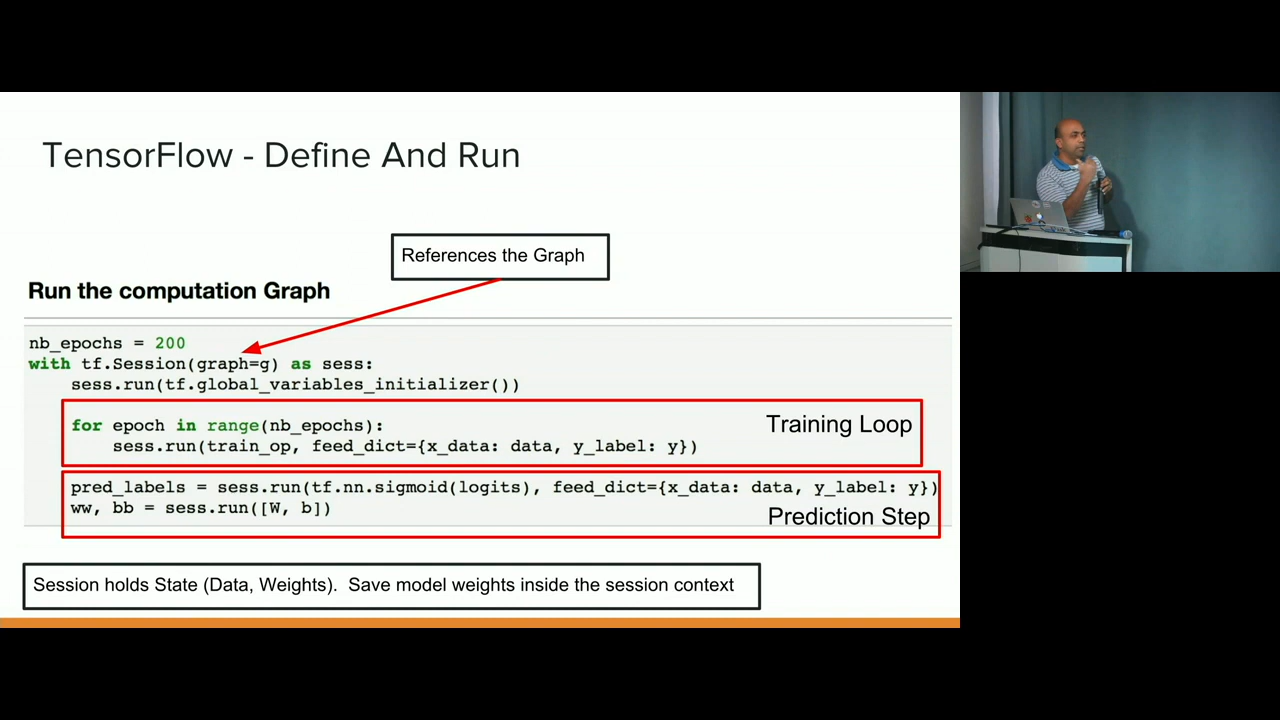 TensorFlow - Define And Run
References the Graph
Run the computation Graph
nb_epochs = 200
with tf.Session(graph=g) as sess:
sess.run(tf.global_variables_initializer())
for epoch in range(nb_epochs):
Training Loop
sess.run(train_op, feed_dict={x_data: data, y_label: y})
pred_labels = sess.run(tf.nn.sigmoid(logits), feed_dict={x_data: data, y_label: y})
ww, bb = sess.run([W, b])
Prediction Step
Session holds State (Data, Weights).  Save model weights inside the session context